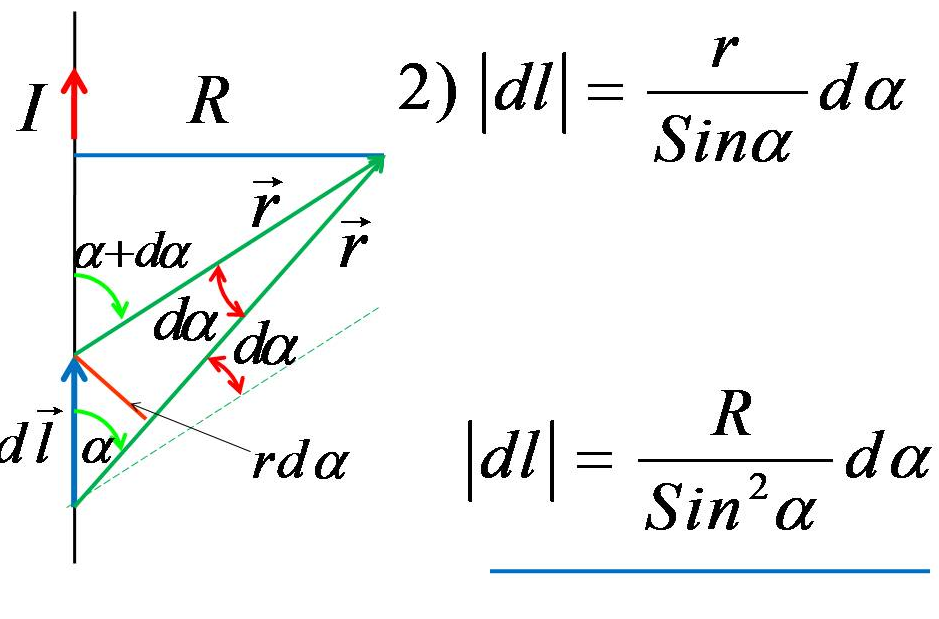 I
R
2) |dl| = r / Sinα dα
r⃗
r⃗
α+dα
dα
dα
dl⃗
α
rdα
|dl| = R / Sin²α dα